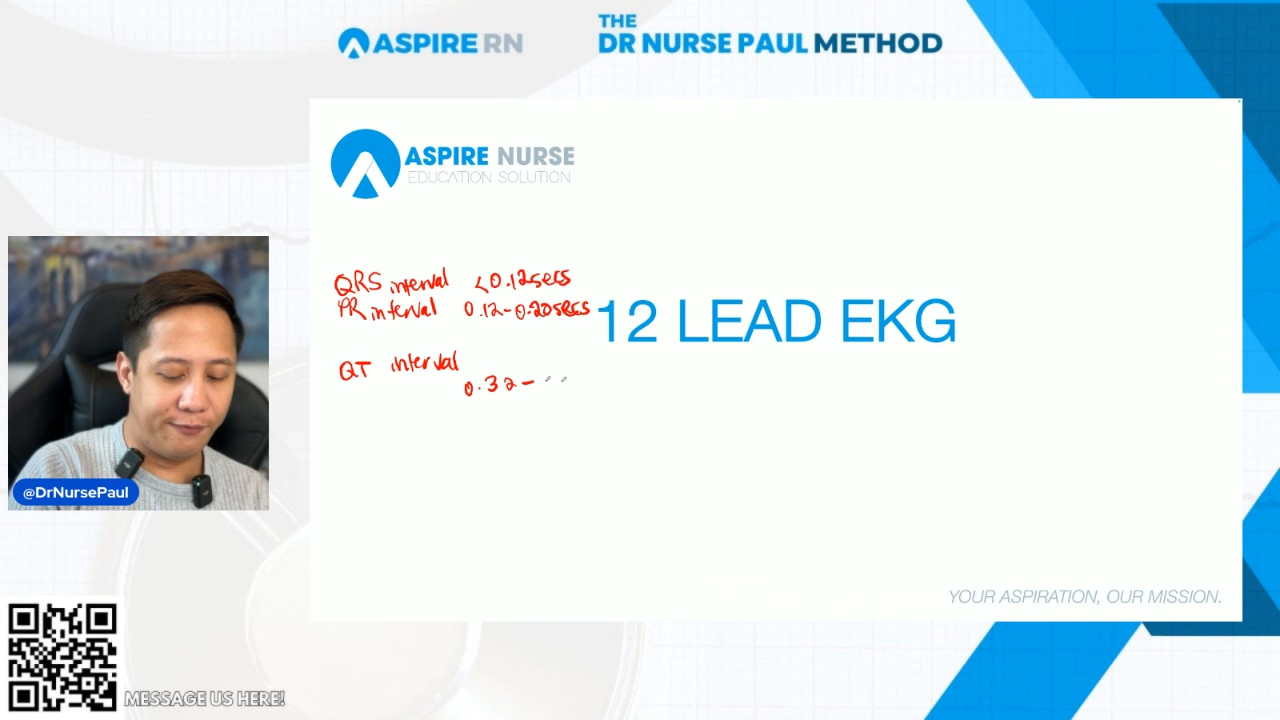 ASPIRE RN
THE
DR NURSE PAUL METHOD
ASPIRE NURSE
EDUCATION SOLUTION
QRS interval <0.12secs
PR interval 0.12-0.20secs
12 LEAD EKG
QT interval
0.32-
@DrNursePaul
YOUR ASPIRATION, OUR MISSION.
MESSAGE US HERE!